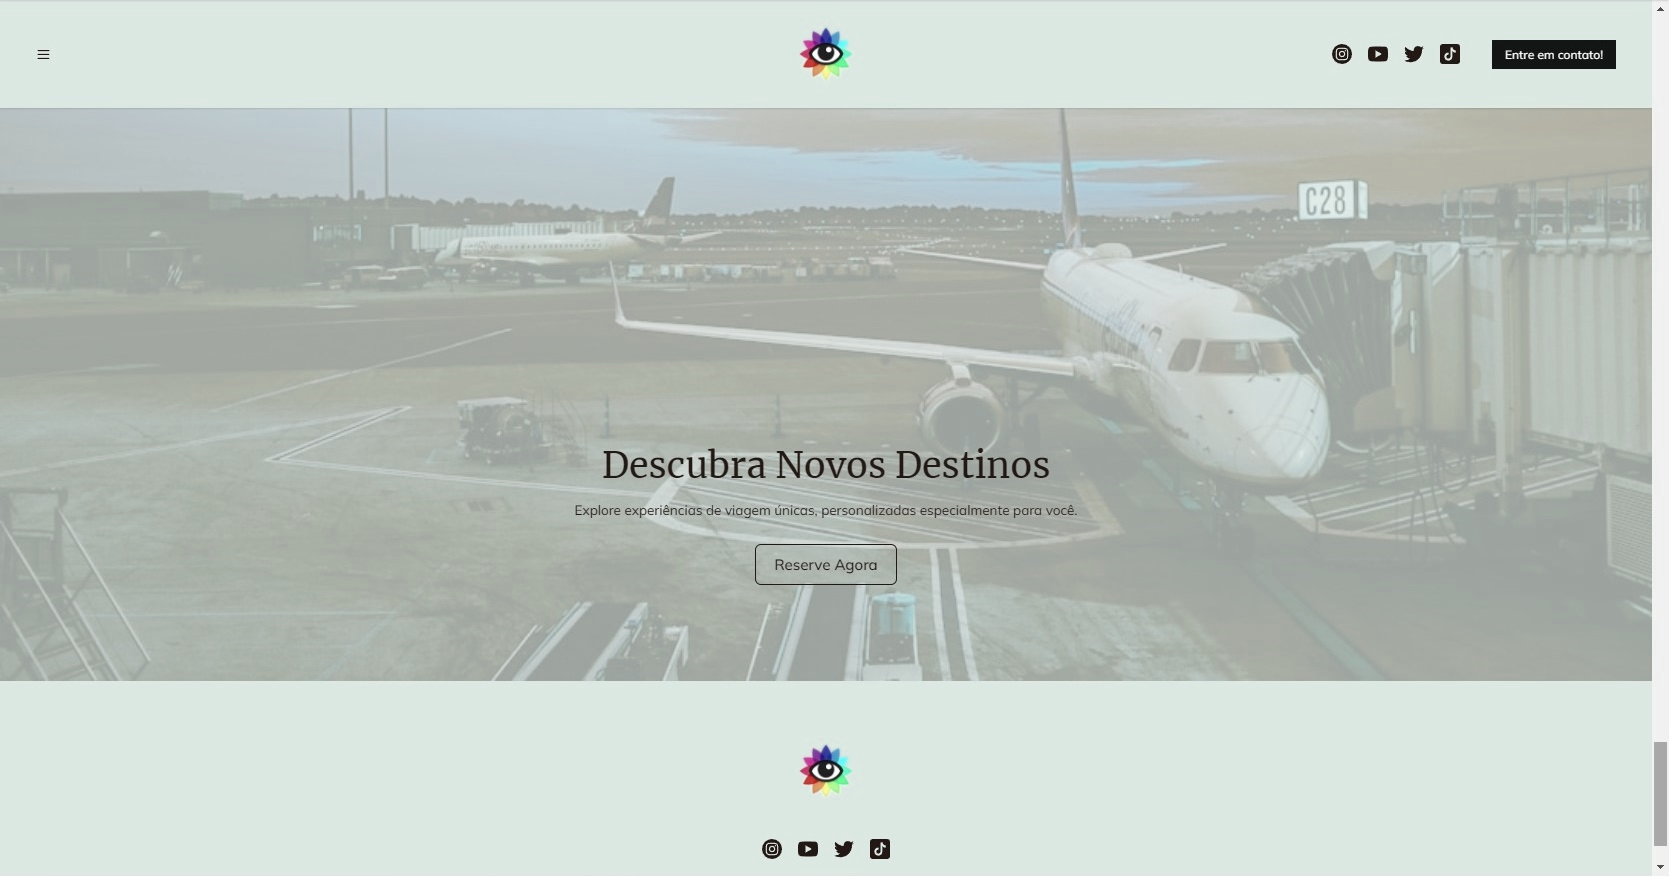 Entre em contato!
C28
Descubra Novos Destinos
Explore experiências de viagem únicas, personalizadas especialmente para você.
Reserve Agora